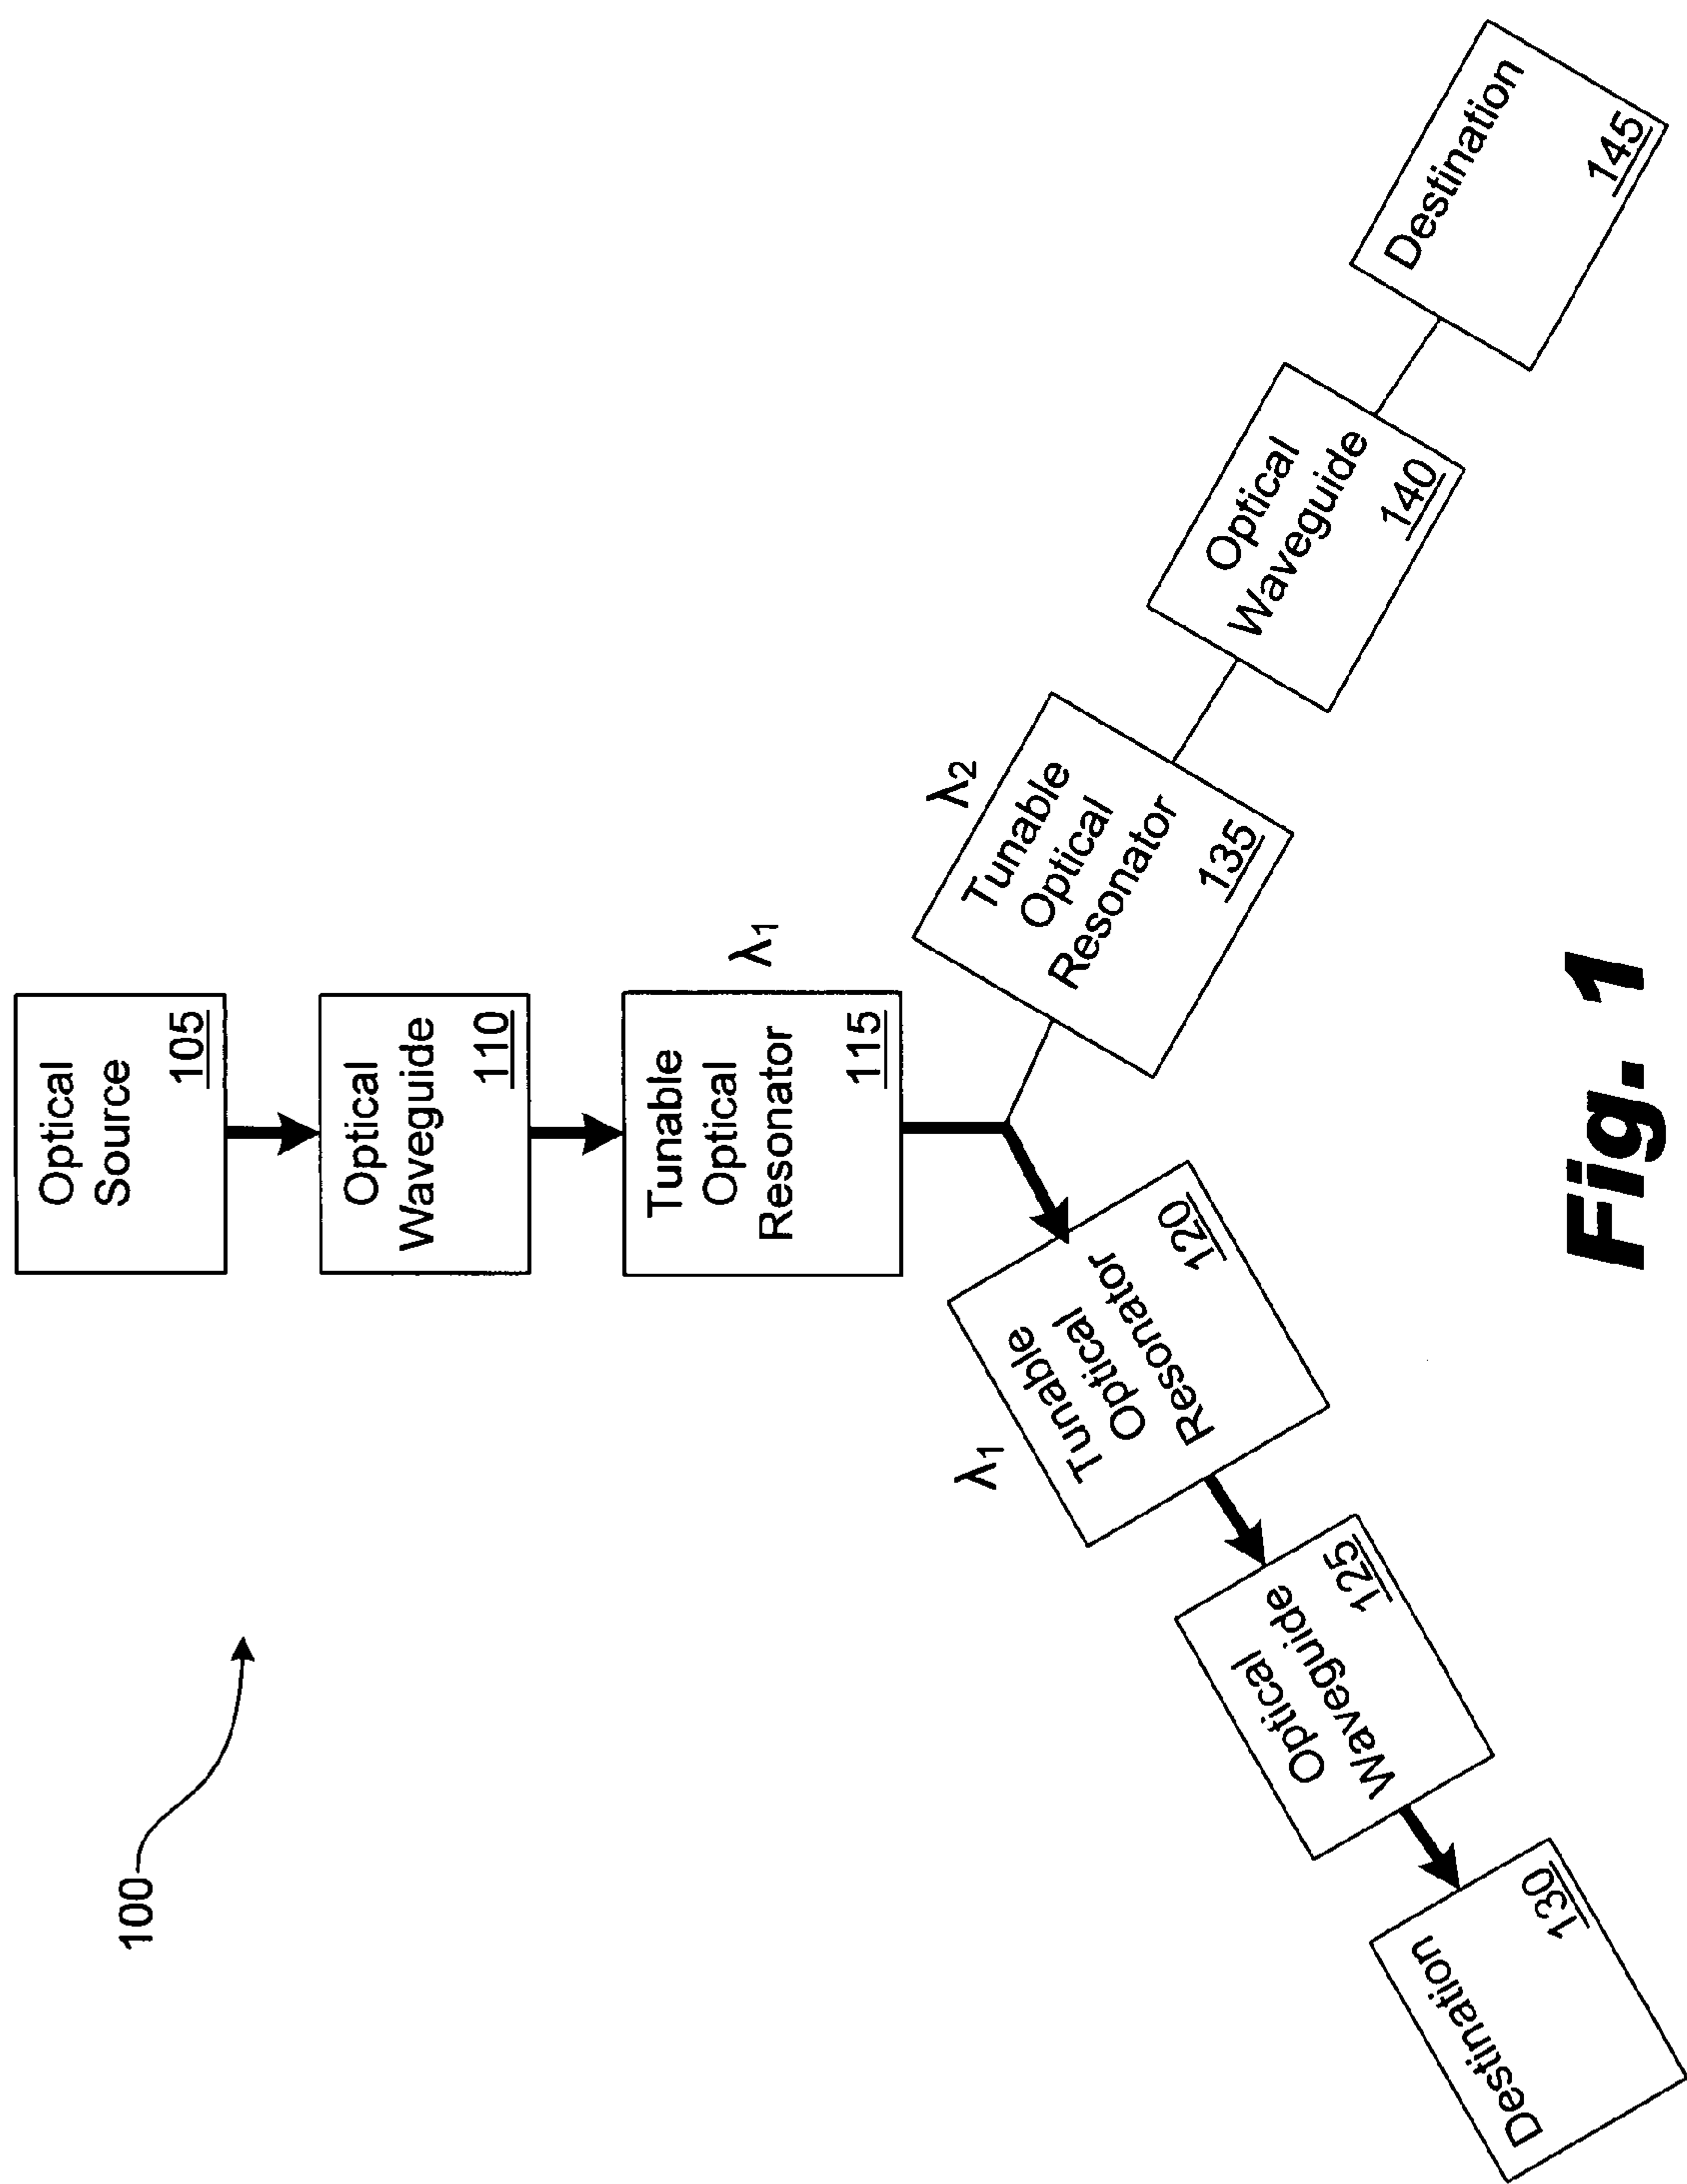 100
Optical
Source
105
Optical
Waveguide
110
Tunable
Optical
Resonator
115
λ1
Tunable
Optical
Resonator
120
λ1
Optical
Waveguide
125
Destination
130
Tunable
Optical
Resonator
135
λ2
Optical
Waveguide
140
Destination
145
Fig. 1